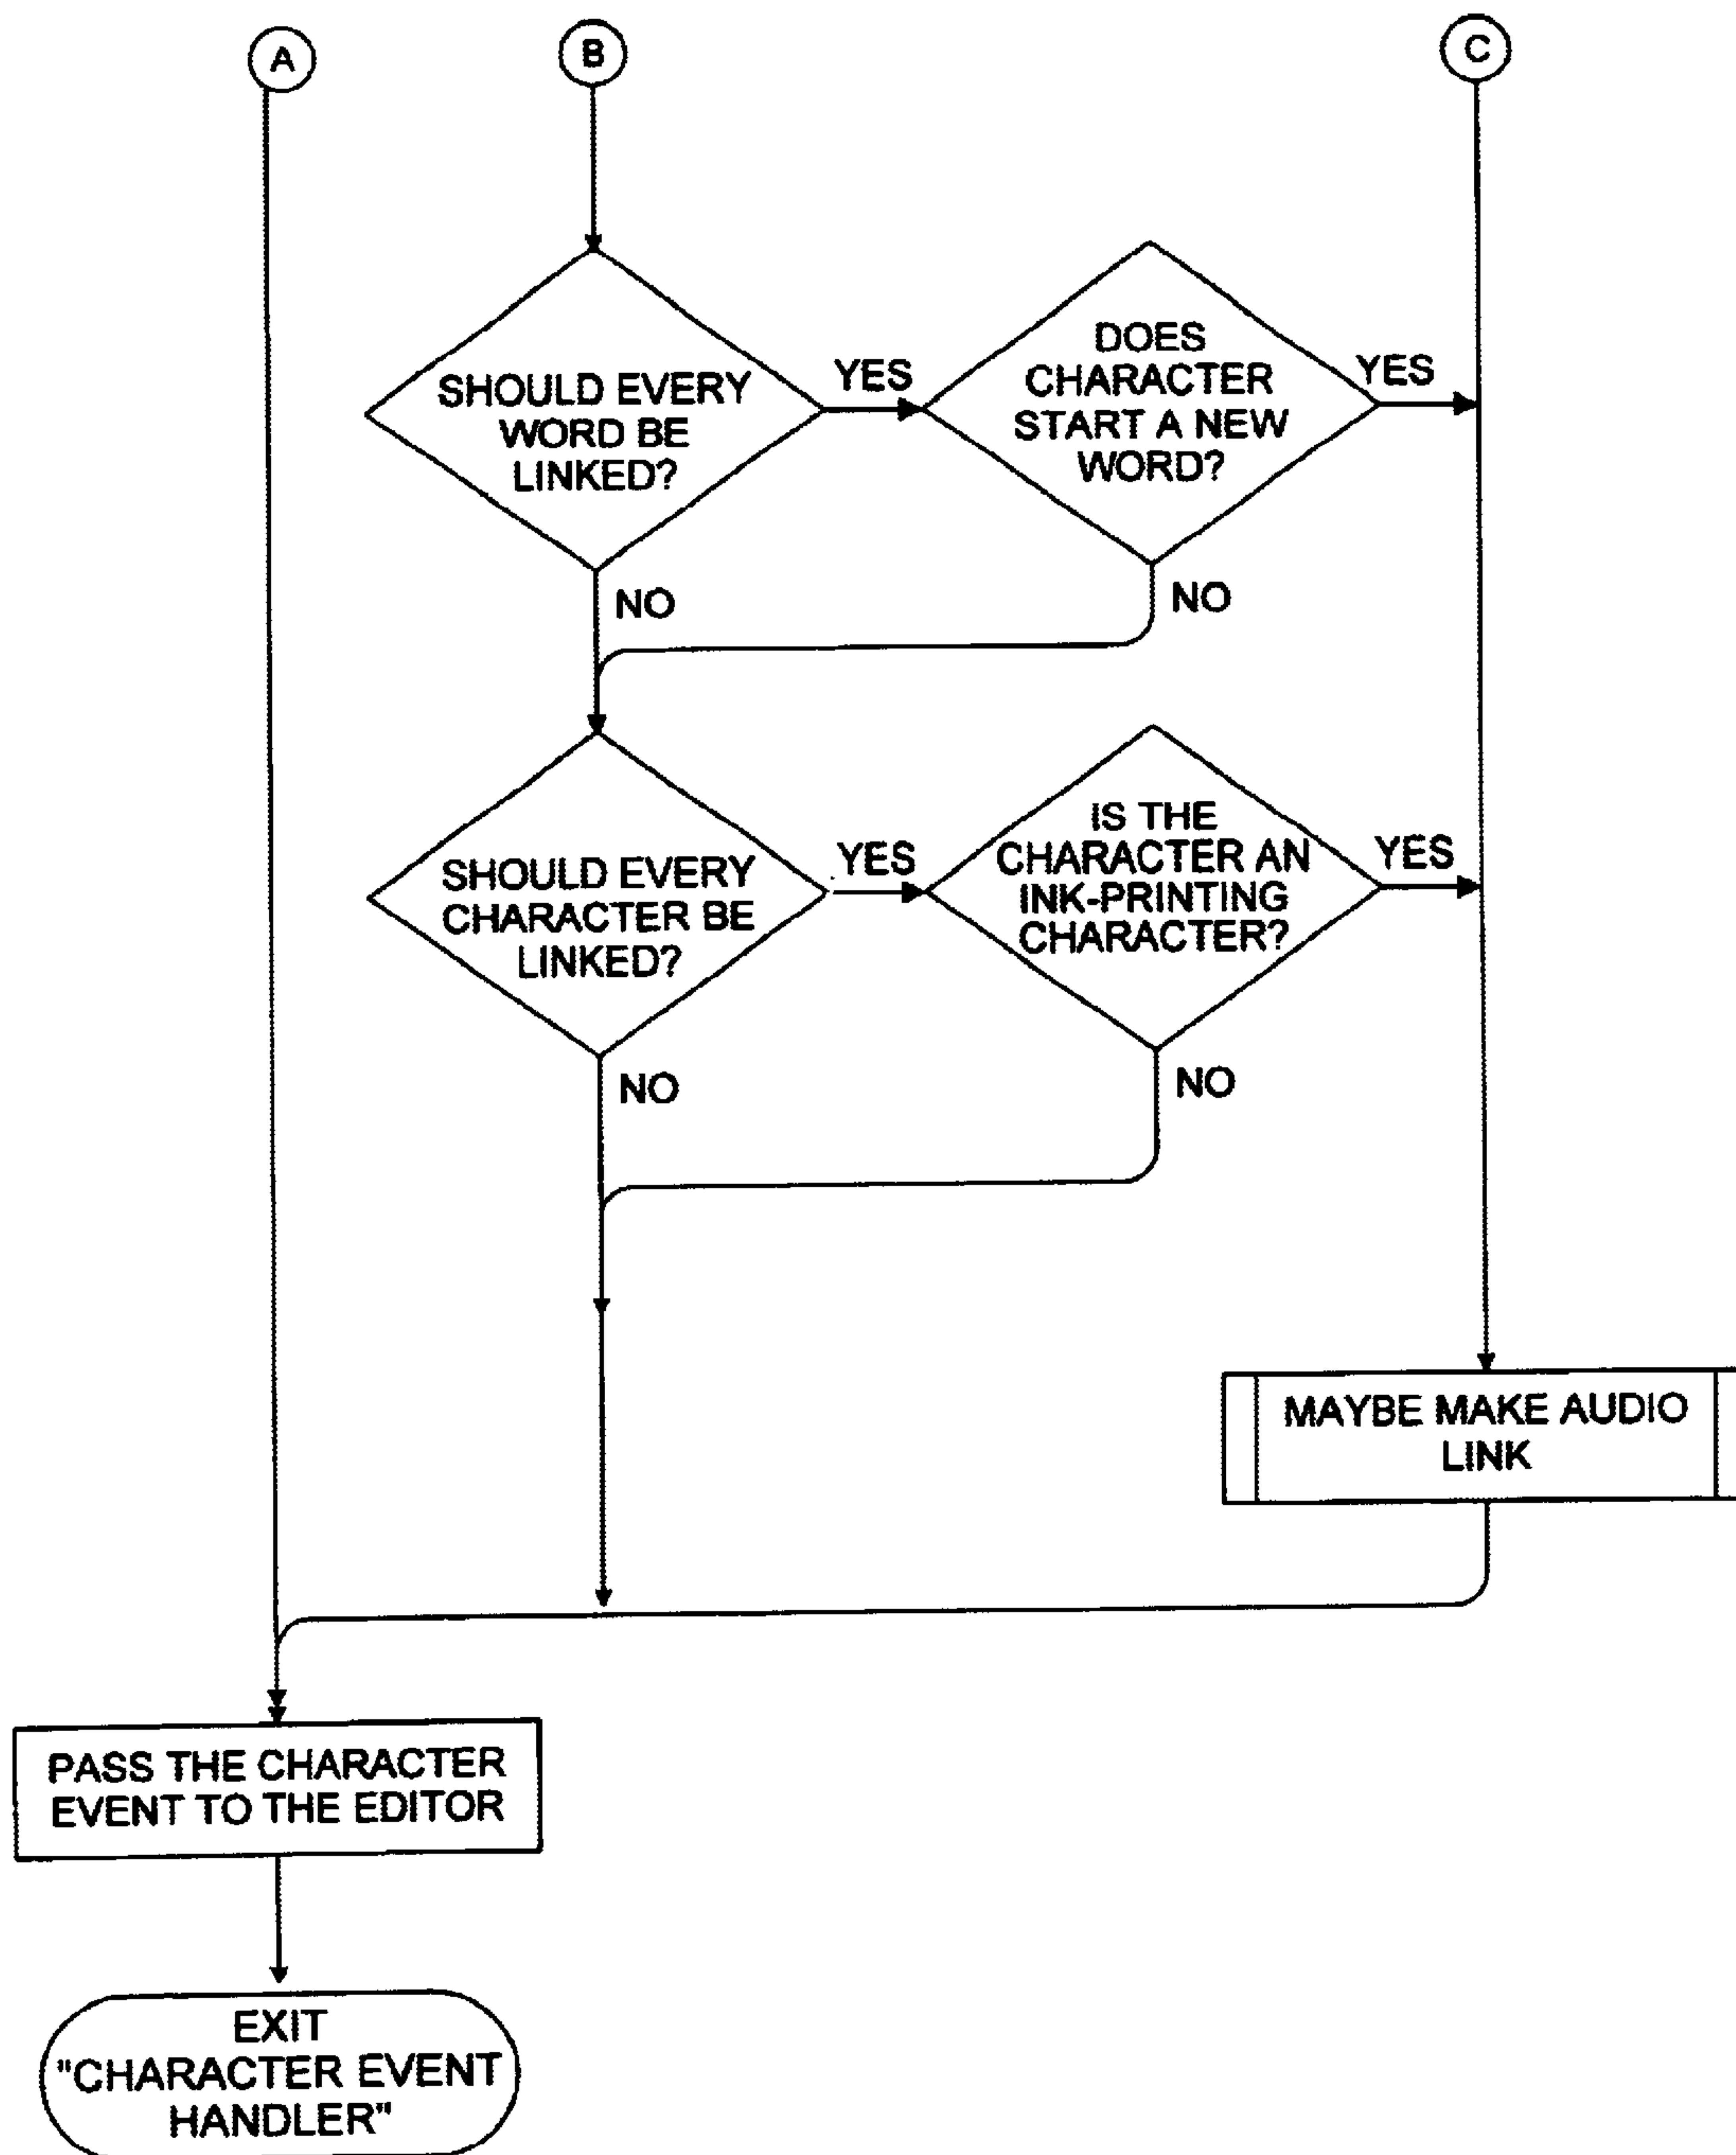 A
B
C
SHOULD EVERY
WORD BE
LINKED?
YES
DOES
CHARACTER
START A NEW
WORD?
YES
NO
NO
SHOULD EVERY
CHARACTER BE
LINKED?
YES
IS THE
CHARACTER AN
INK-PRINTING
CHARACTER?
YES
NO
NO
MAYBE MAKE AUDIO
LINK
PASS THE CHARACTER
EVENT TO THE EDITOR
EXIT
"CHARACTER EVENT
HANDLER"